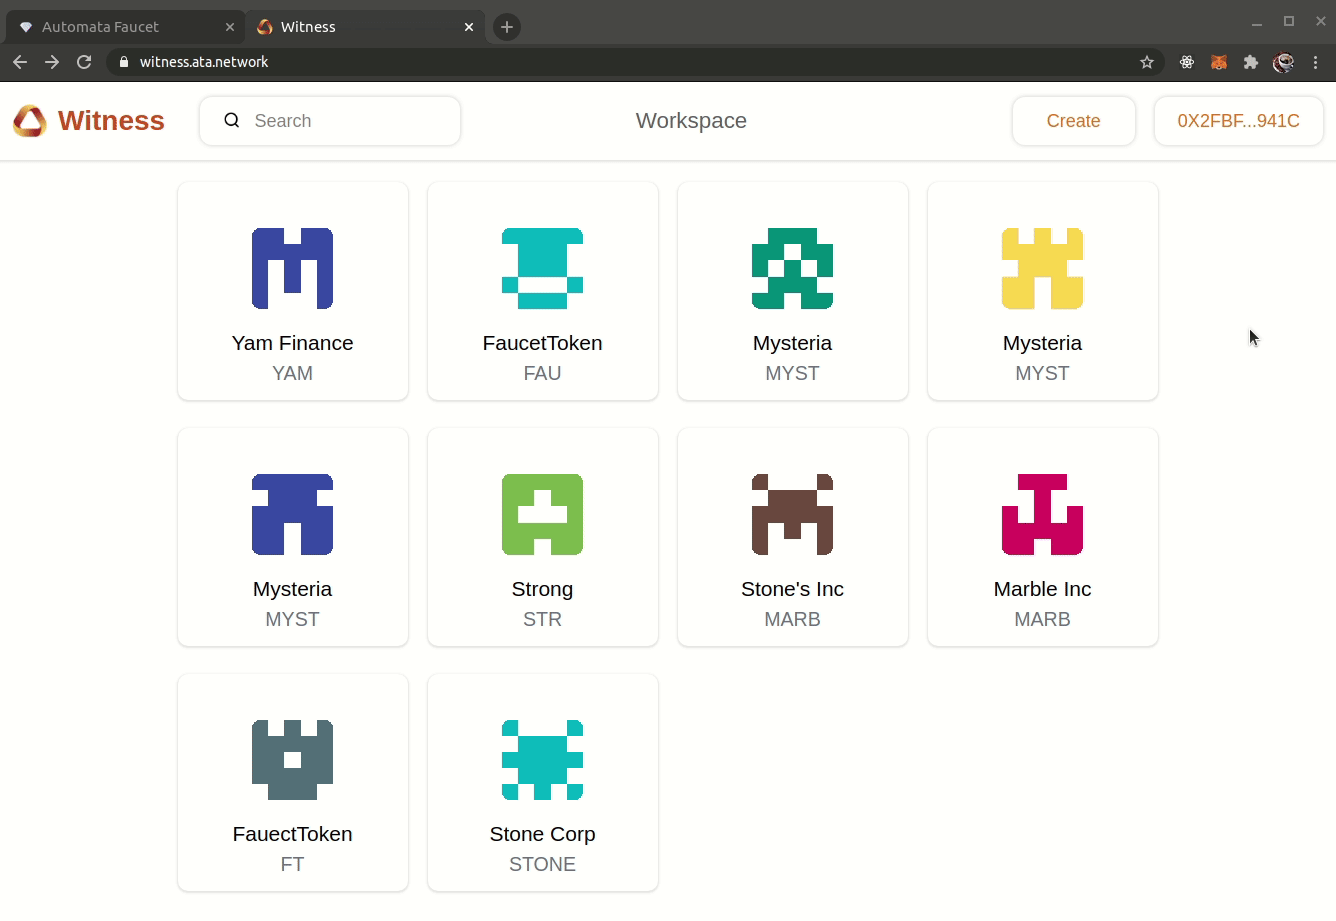 Automata Faucet
Witness
witness.ata.network
Witness
Search
Workspace
Create
0X2FBF...941C
Yam Finance
YAM
FaucetToken
FAU
Mysteria
MYST
Mysteria
MYST
Mysteria
MYST
Strong
STR
Stone's Inc
MARB
Marble Inc
MARB
FauectToken
FT
Stone Corp
STONE